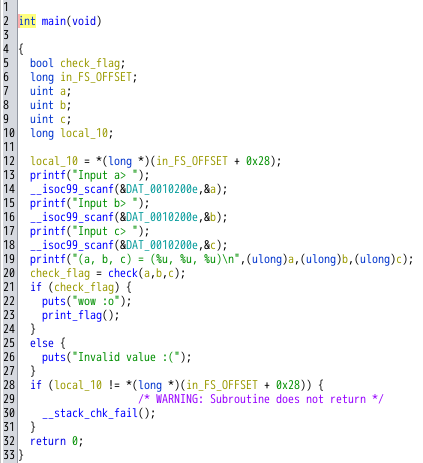 1
2 int main(void)
3
4 {
5   bool check_flag;
6   long in_FS_OFFSET;
7   uint a;
8   uint b;
9   uint c;
10   long local_10;
11
12   local_10 = *(long *)(in_FS_OFFSET + 0x28);
13   printf("Input a> ");
14   __isoc99_scanf(&DAT_0010200e,&a);
15   printf("Input b> ");
16   __isoc99_scanf(&DAT_0010200e,&b);
17   printf("Input c> ");
18   __isoc99_scanf(&DAT_0010200e,&c);
19   printf("(a, b, c) = (%u, %u, %u)\n",(ulong)a,(ulong)b,(ulong)c);
20   check_flag = check(a,b,c);
21   if (check_flag) {
22     puts("wow :o");
23     print_flag();
24   }
25   else {
26     puts("Invalid value :(");
27   }
28   if (local_10 != *(long *)(in_FS_OFFSET + 0x28)) {
29                     /* WARNING: Subroutine does not return */
30     __stack_chk_fail();
31   }
32   return 0;
33 }